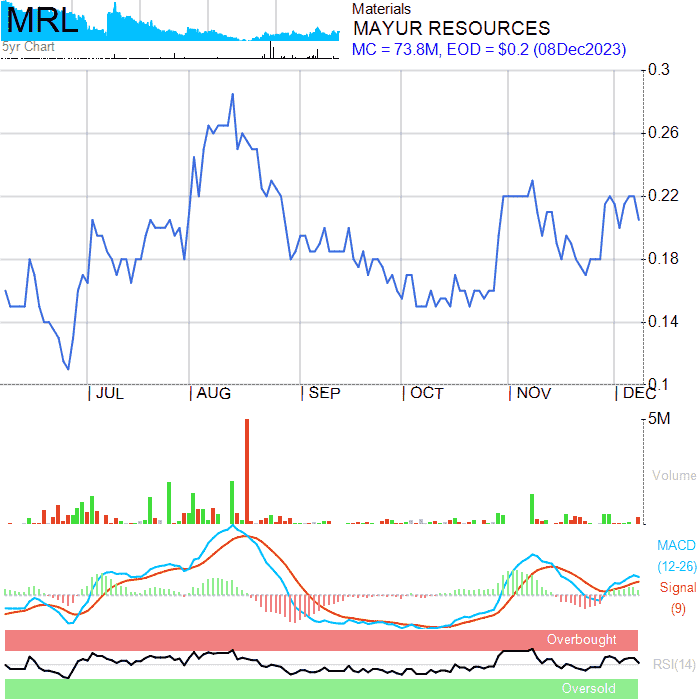 MRL
5yr Chart
Materials
MAYUR RESOURCES
MC = 73.8M, EOD = $0.2 (08Dec2023)
0.3
0.26
0.22
0.18
0.14
0.1
JUL AUG SEP OCT NOV DEC
5M
Volume
MACD
(12-26)
Signal
(9)
Overbought
RSI(14)
Oversold